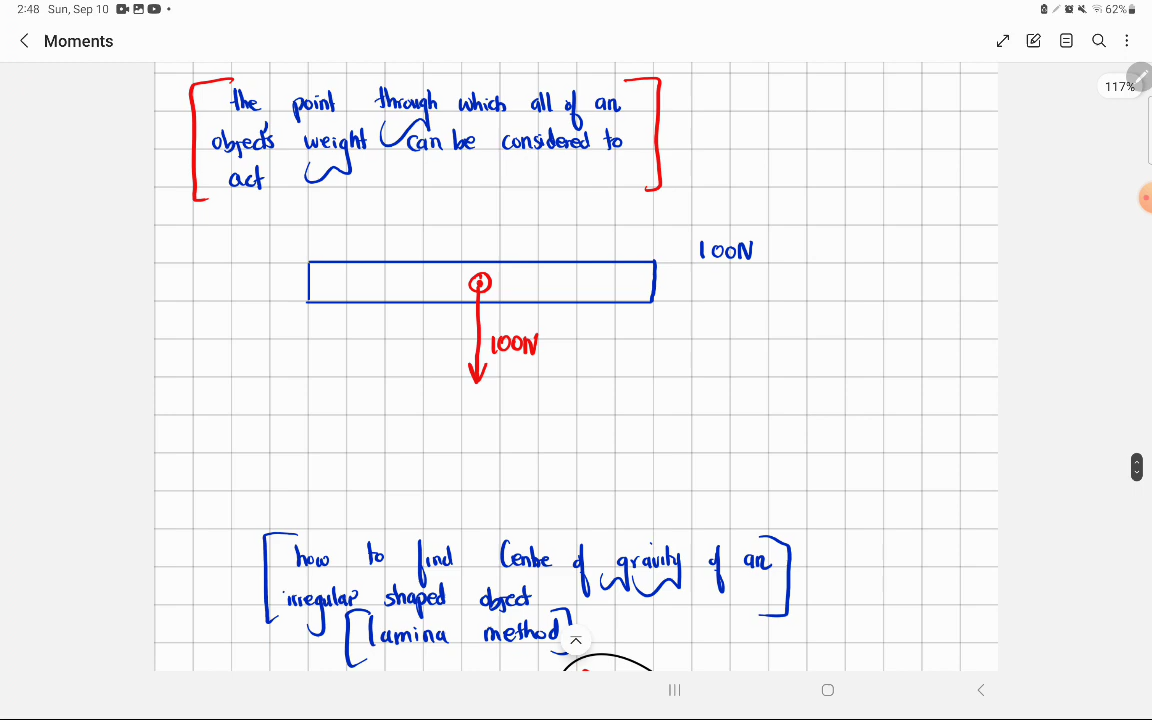 2:48 Sun, Sep 10
62%
Moments
117%
the point through which all of an
object's weight can be considered to
act
100N
100N
how to find Centre of gravity of an
irregular shaped object
lamina method